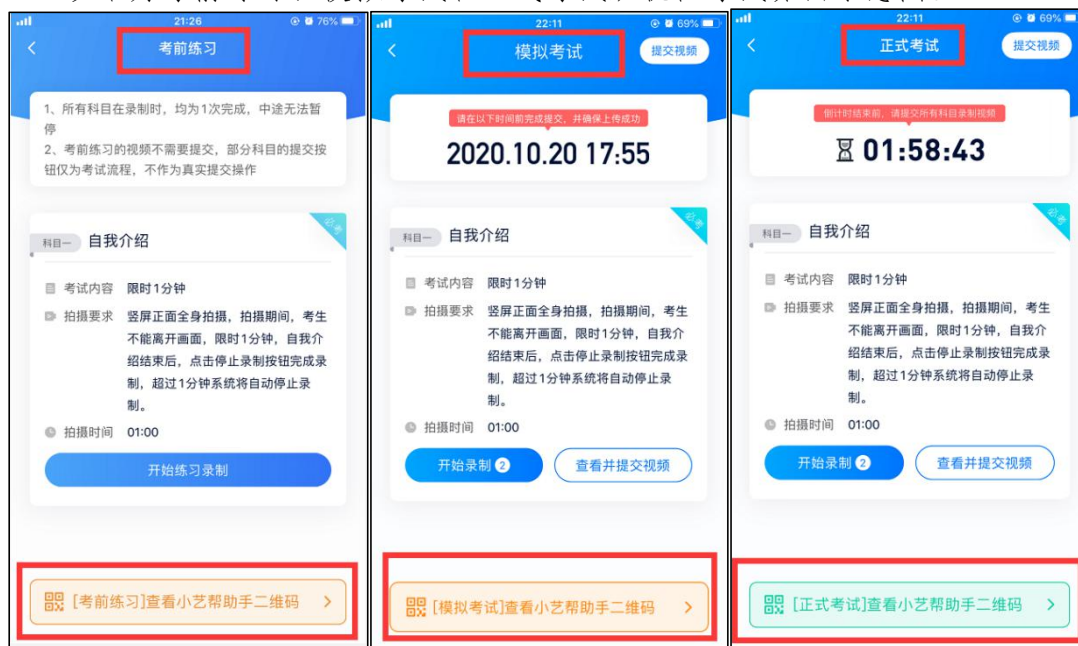 21:26
76%
考前练习
1、所有科目在录制时，均为1次完成，中途无法暂
停
2、考前练习的视频不需要提交，部分科目的提交按
钮仅为考试流程，不作为真实提交操作
必考
科目一 自我介绍
考试内容 限时1分钟
拍摄要求 竖屏正面全身拍摄，拍摄期间，考生
不能离开画面，限时1分钟，自我介
绍结束后，点击停止录制按钮完成录
制，超过1分钟系统将自动停止录
制。
拍摄时间 01:00
开始练习录制
[考前练习]查看小艺帮助手二维码
22:11
69%
模拟考试
提交视频
请在以下时间前完成提交，并确保上传成功
2020.10.20 17:55
必考
科目一 自我介绍
考试内容 限时1分钟
拍摄要求 竖屏正面全身拍摄，拍摄期间，考生
不能离开画面，限时1分钟，自我介
绍结束后，点击停止录制按钮完成录
制，超过1分钟系统将自动停止录
制。
拍摄时间 01:00
开始录制 2
查看并提交视频
[模拟考试]查看小艺帮助手二维码
22:11
69%
正式考试
提交视频
倒计时结束前，请提交所有科目录制视频
01:58:43
必考
科目一 自我介绍
考试内容 限时1分钟
拍摄要求 竖屏正面全身拍摄，拍摄期间，考生
不能离开画面，限时1分钟，自我介
绍结束后，点击停止录制按钮完成录
制，超过1分钟系统将自动停止录
制。
拍摄时间 01:00
开始录制 2
查看并提交视频
[正式考试]查看小艺帮助手二维码